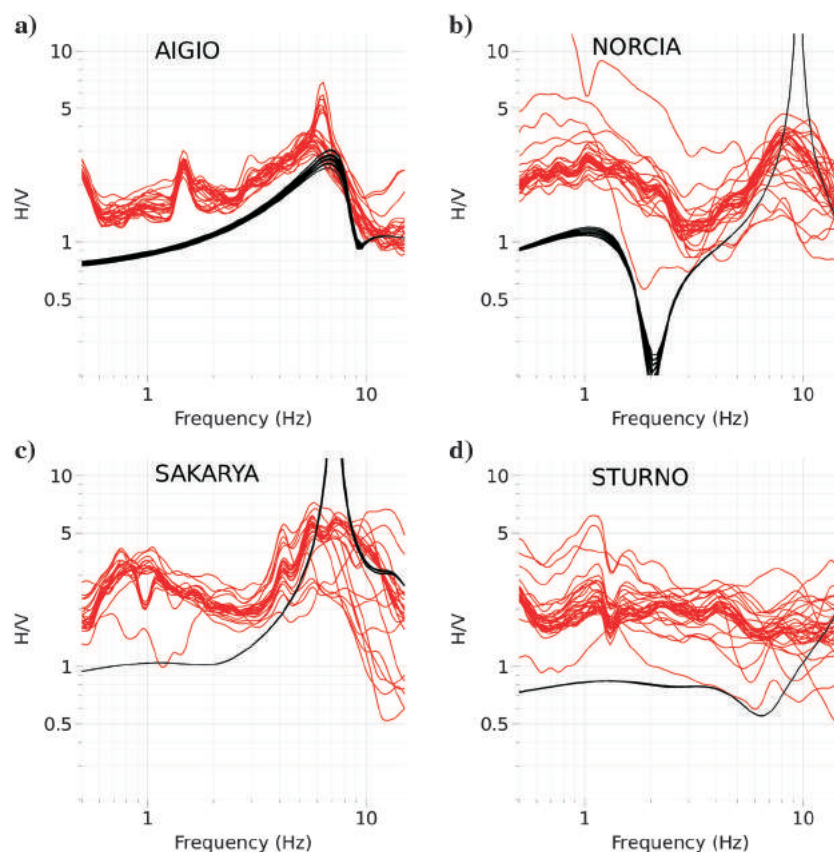 a)
AIGIO
10
5
1
0.5
H/V
1
10
Frequency (Hz)
b)
NORCIA
10
5
1
0.5
H/V
1
10
Frequency (Hz)
c)
SAKARYA
10
5
1
0.5
H/V
1
10
Frequency (Hz)
d)
STURNO
10
5
1
0.5
H/V
1
10
Frequency (Hz)